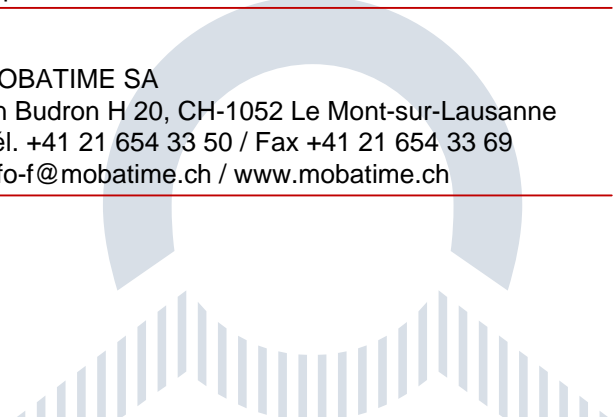 OBATIME SA
n Budron H 20, CH-1052 Le Mont-sur-Lausanne
él. +41 21 654 33 50 / Fax +41 21 654 33 69
fo-f@mobatime.ch / www.mobatime.ch